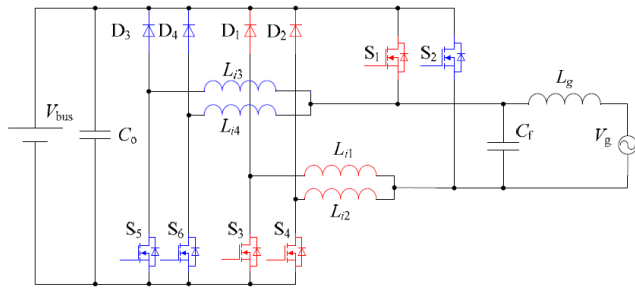 D3 D4 D1 D2
S1 S2
Li3
Lg
Vbus
Co
Li4
Cf
Vg
Li1
Li2
S5 S6 S3 S4